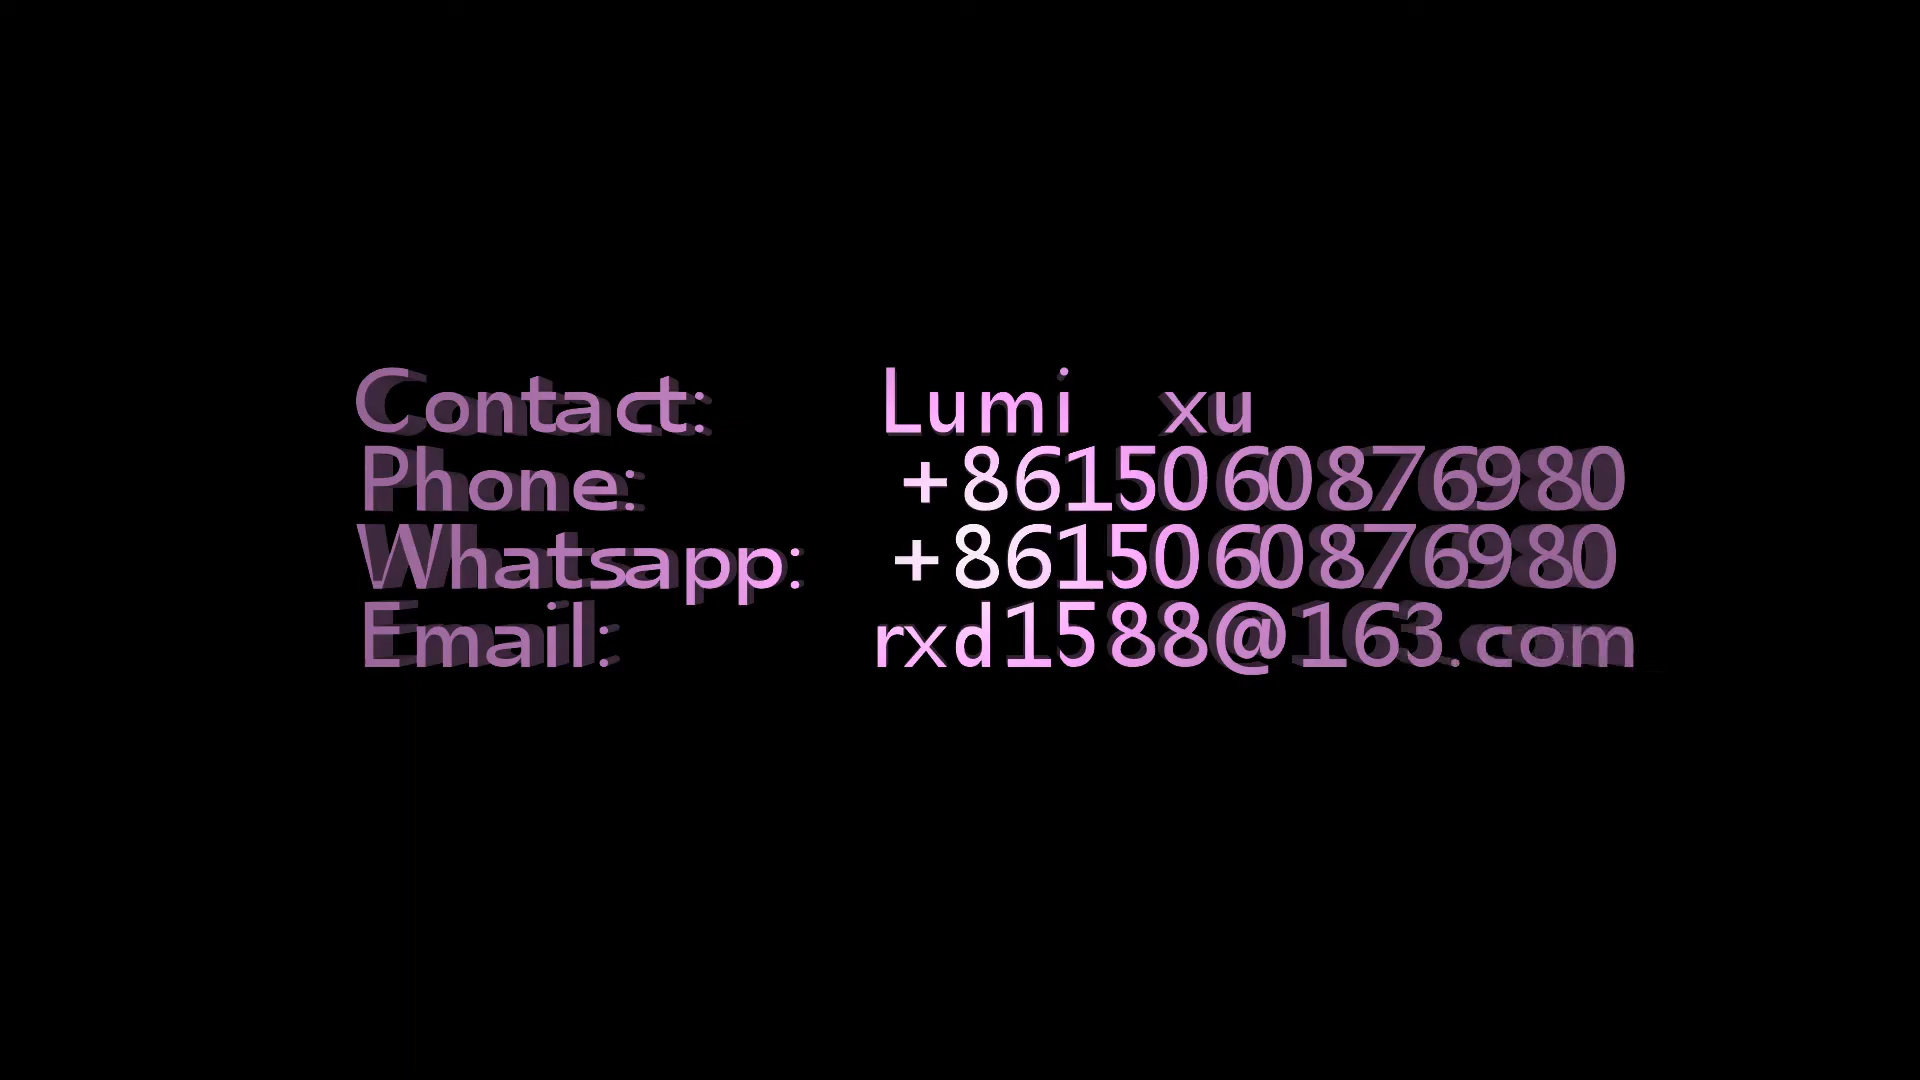 Contact: Lumi xu
Phone: +8615060876980
Whatsapp: +8615060876980
Email: rxd1588@163.com